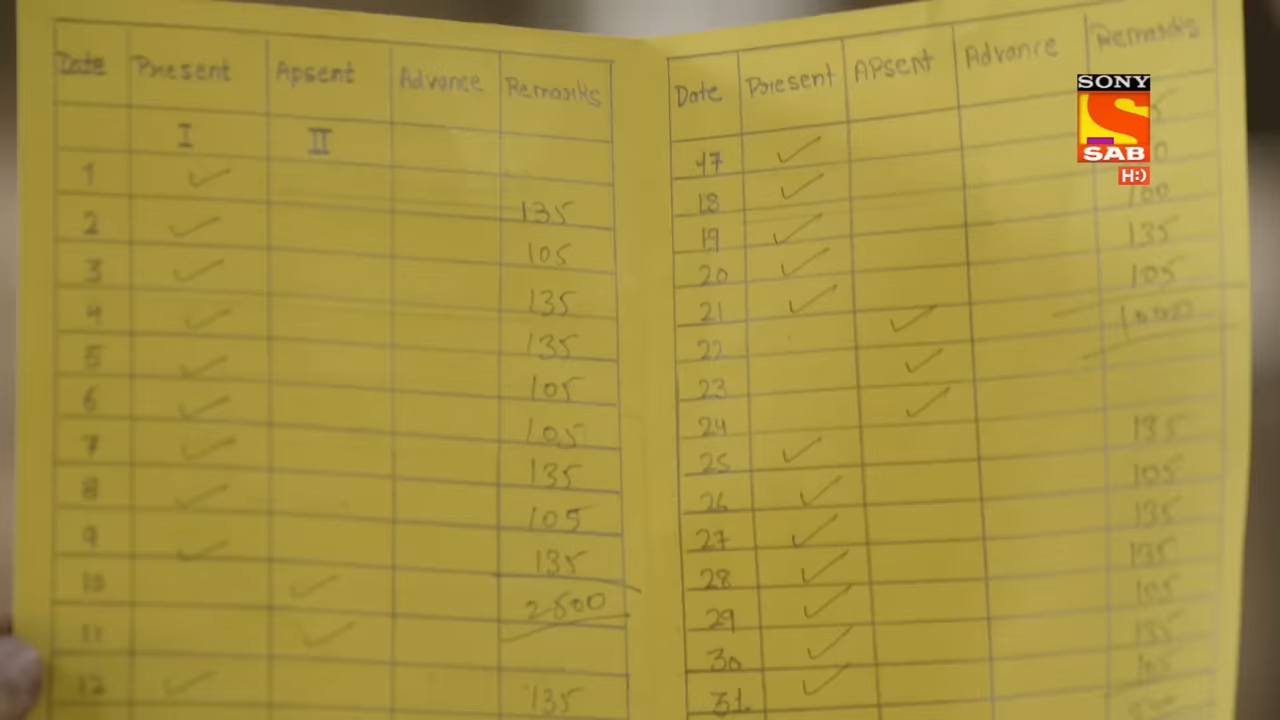 Date Present Apsent Advance Remarks
I II
1 ✓ 135
2 ✓ 105
3 ✓ 135
4 ✓ 135
5 ✓ 105
6 ✓ 105
7 ✓ 135
8 ✓ 105
9 ✓ 135
10 ✓ 2500
11 ✓
12 ✓ 135
Date Present APsent Advance Remarks
17 ✓
18 ✓
19 ✓ 100
20 ✓ 135
21 ✓ 105
22 ✓
23 ✓
24 ✓
25 ✓ 135
26 ✓ 105
27 ✓ 135
28 ✓ 135
29 ✓ 105
30 ✓ 135
31 ✓ 105
SONY
S
SAB
H:)